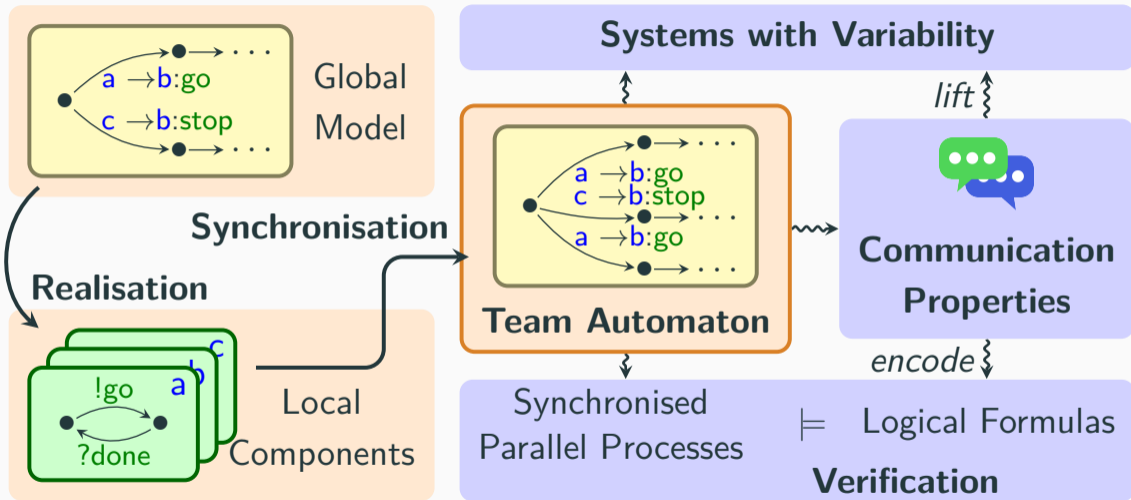 a →b:go
c →b:stop
Global
Model
Realisation
c
b
a
!go
?done
Local
Components
Synchronisation
a →b:go
c →b:stop
a →b:go
Team Automaton
Systems with Variability
lift
Communication
Properties
encode
Synchronised
Parallel Processes
⊨ Logical Formulas
Verification